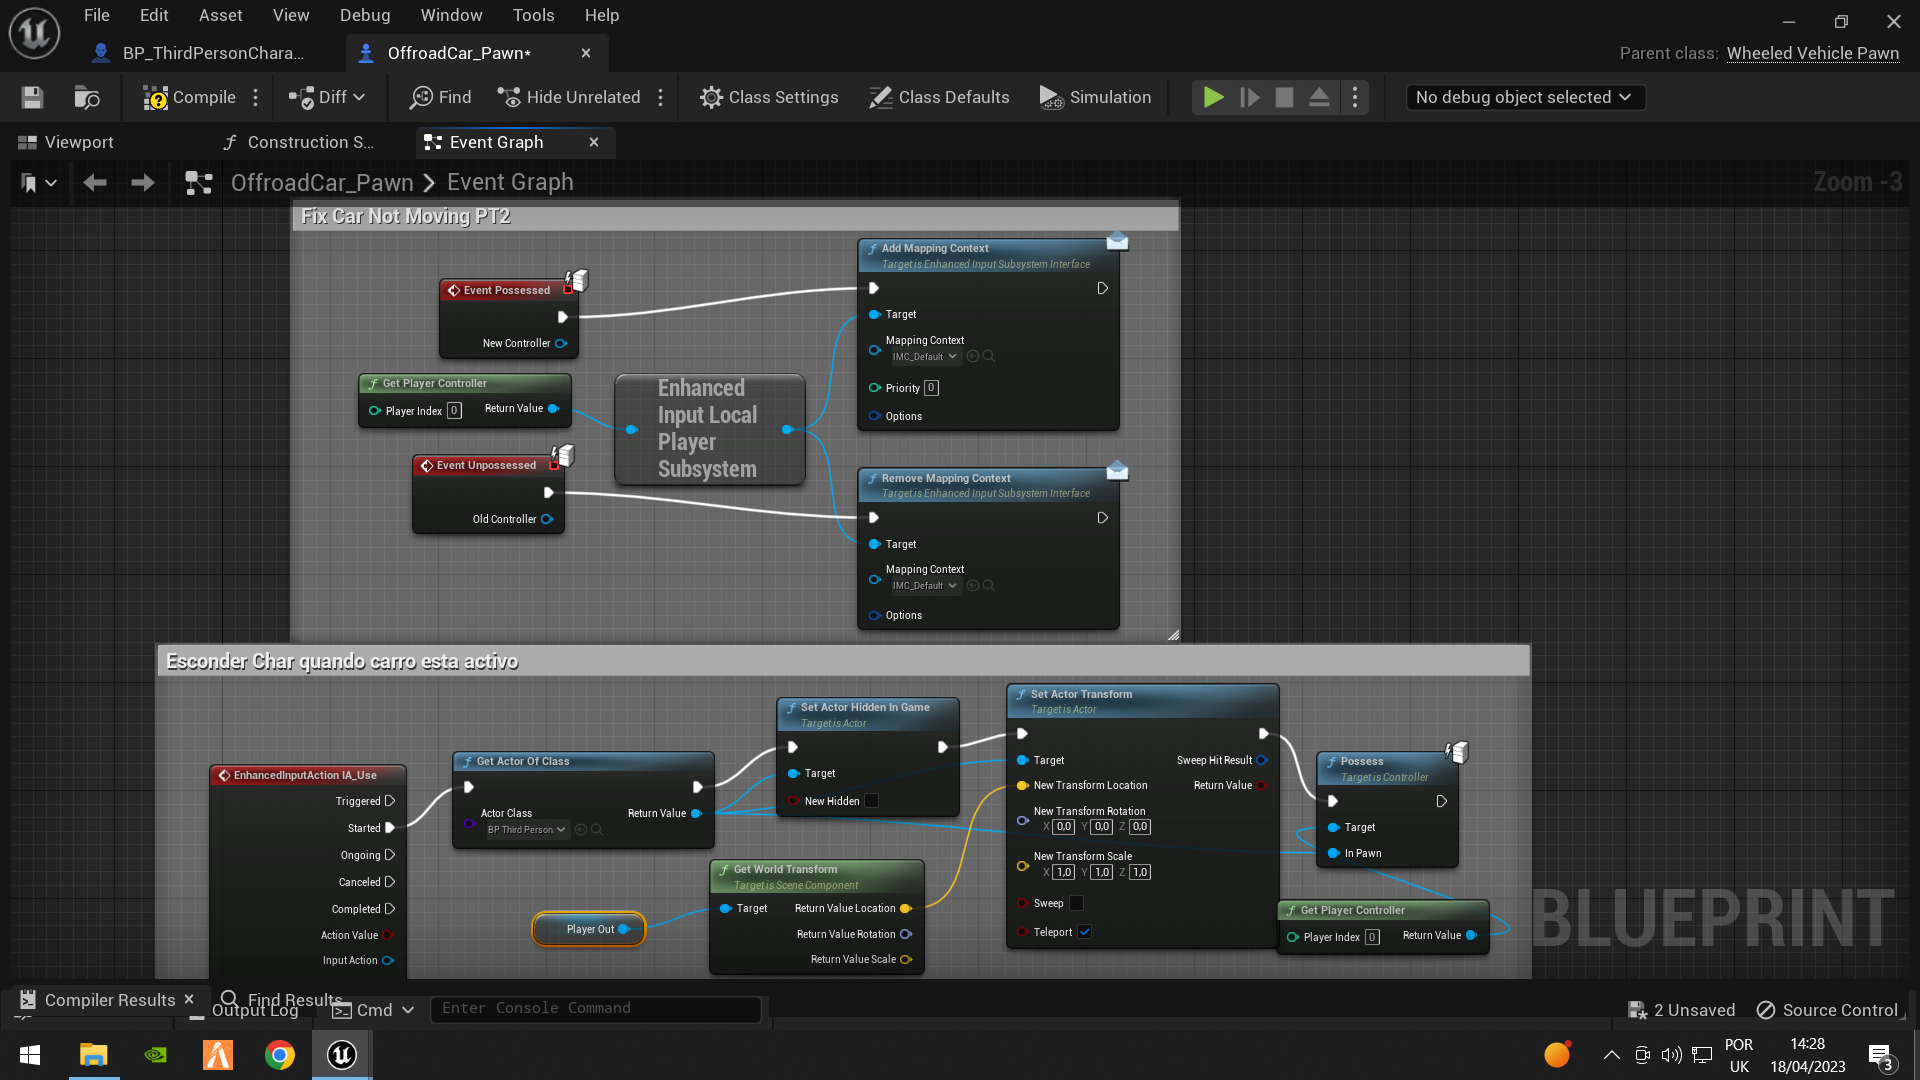 File Edit Asset View Debug Window Tools Help
BP_ThirdPersonChara... OffroadCar_Pawn* Parent class: Wheeled Vehicle Pawn
Compile Diff Find Hide Unrelated Class Settings Class Defaults Simulation No debug object selected
Viewport Construction S... Event Graph
OffroadCar_Pawn > Event Graph Zoom -3
Fix Car Not Moving PT2
Event Possessed
New Controller
Get Player Controller
Player Index 0 Return Value
Event Unpossessed
Old Controller
Enhanced
Input Local
Player
Subsystem
Add Mapping Context
Target is Enhanced Input Subsystem Interface
Target
Mapping Context
IMC_Default
Priority 0
Options
Remove Mapping Context
Target is Enhanced Input Subsystem Interface
Target
Mapping Context
IMC_Default
Options
Esconder Char quando carro esta activo
EnhancedInputAction IA_Use
Triggered
Started
Ongoing
Canceled
Completed
Action Value
Input Action
Get Actor Of Class
Actor Class
BP Third Person
Return Value
Set Actor Hidden In Game
Target is Actor
Target
New Hidden
Player Out
Get World Transform
Target is Scene Component
Target Return Value Location
Return Value Rotation
Return Value Scale
Set Actor Transform
Target is Actor
Target Sweep Hit Result
New Transform Location Return Value
New Transform Rotation
X 0,0 Y 0,0 Z 0,0
New Transform Scale
X 1,0 Y 1,0 Z 1,0
Sweep
Teleport
Possess
Target is Controller
Target
In Pawn
Get Player Controller
Player Index 0 Return Value
BLUEPRINT
Compiler Results Find Results
Output Log Cmd Enter Console Command 2 Unsaved Source Control
POR 14:28
UK 18/04/2023 3